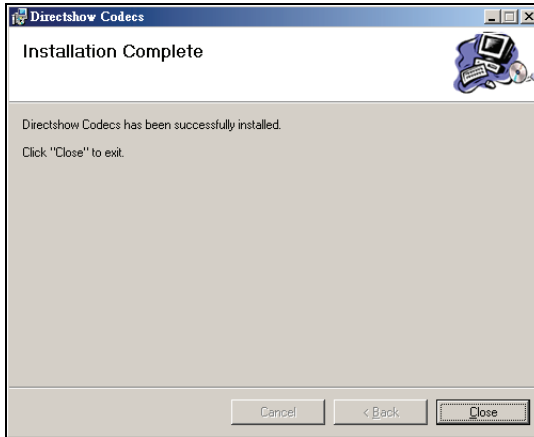 Directshow Codecs
Installation Complete
Directshow Codecs has been successfully installed.
Click "Close" to exit.
Cancel
< Back
Close